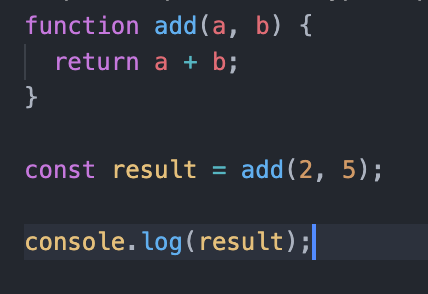 function add(a, b) {
  return a + b;
}
const result = add(2, 5);
console.log(result);